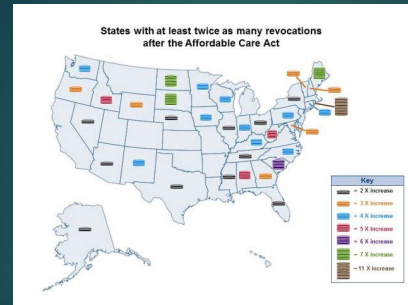 States with at least twice as many revocations
after the Affordable Care Act
Key
= 2 X Increase
= 3 X Increase
= 4 X Increase
= 5 X Increase
= 6 X Increase
= 7 X Increase
= 11 X Increase